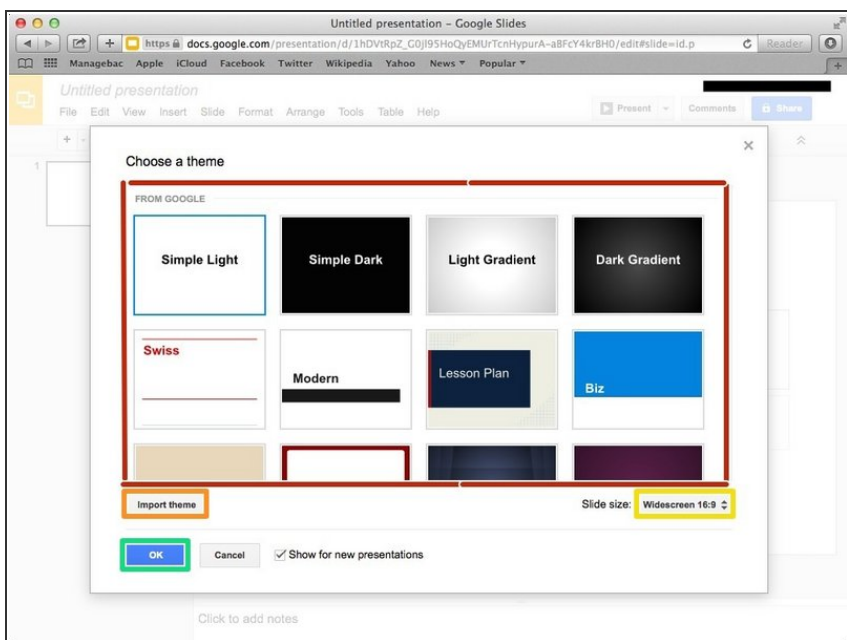 Untitled presentation – Google Slides
https docs.google.com/presentation/d/1hDVtRpZ_G0jl95HoQyEMUrTcnHypurA-aBFcY4kr8H0/edit#slide=id.p
Reader
Managebac Apple iCloud Facebook Twitter Wikipedia Yahoo News Popular
Untitled presentation
File Edit View Insert Slide Format Arrange Tools Table Help
Present Comments Share
1
Choose a theme
FROM GOOGLE
Simple Light Simple Dark Light Gradient Dark Gradient
Swiss Modern Lesson Plan Biz
Import theme Slide size: Widescreen 16:9
OK Cancel Show for new presentations
Click to add notes